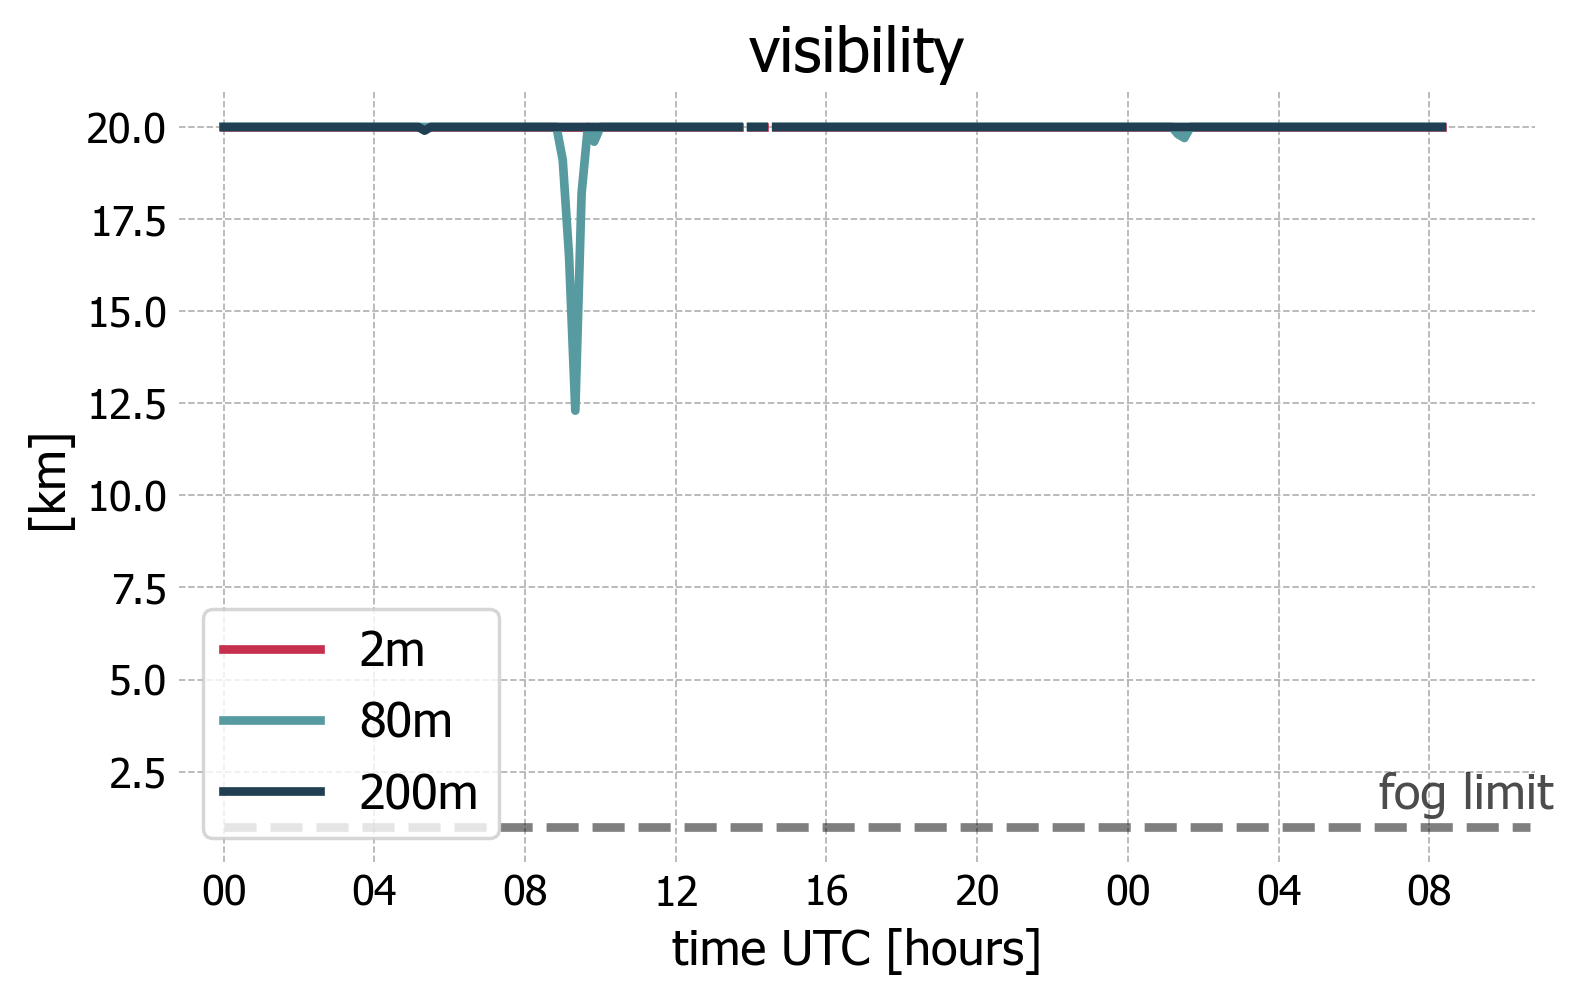 visibility
20.0
17.5
15.0
12.5
10.0
7.5
5.0
2.5
[km]
2m
80m
200m
fog limit
00 04 08 12 16 20 00 04 08
time UTC [hours]